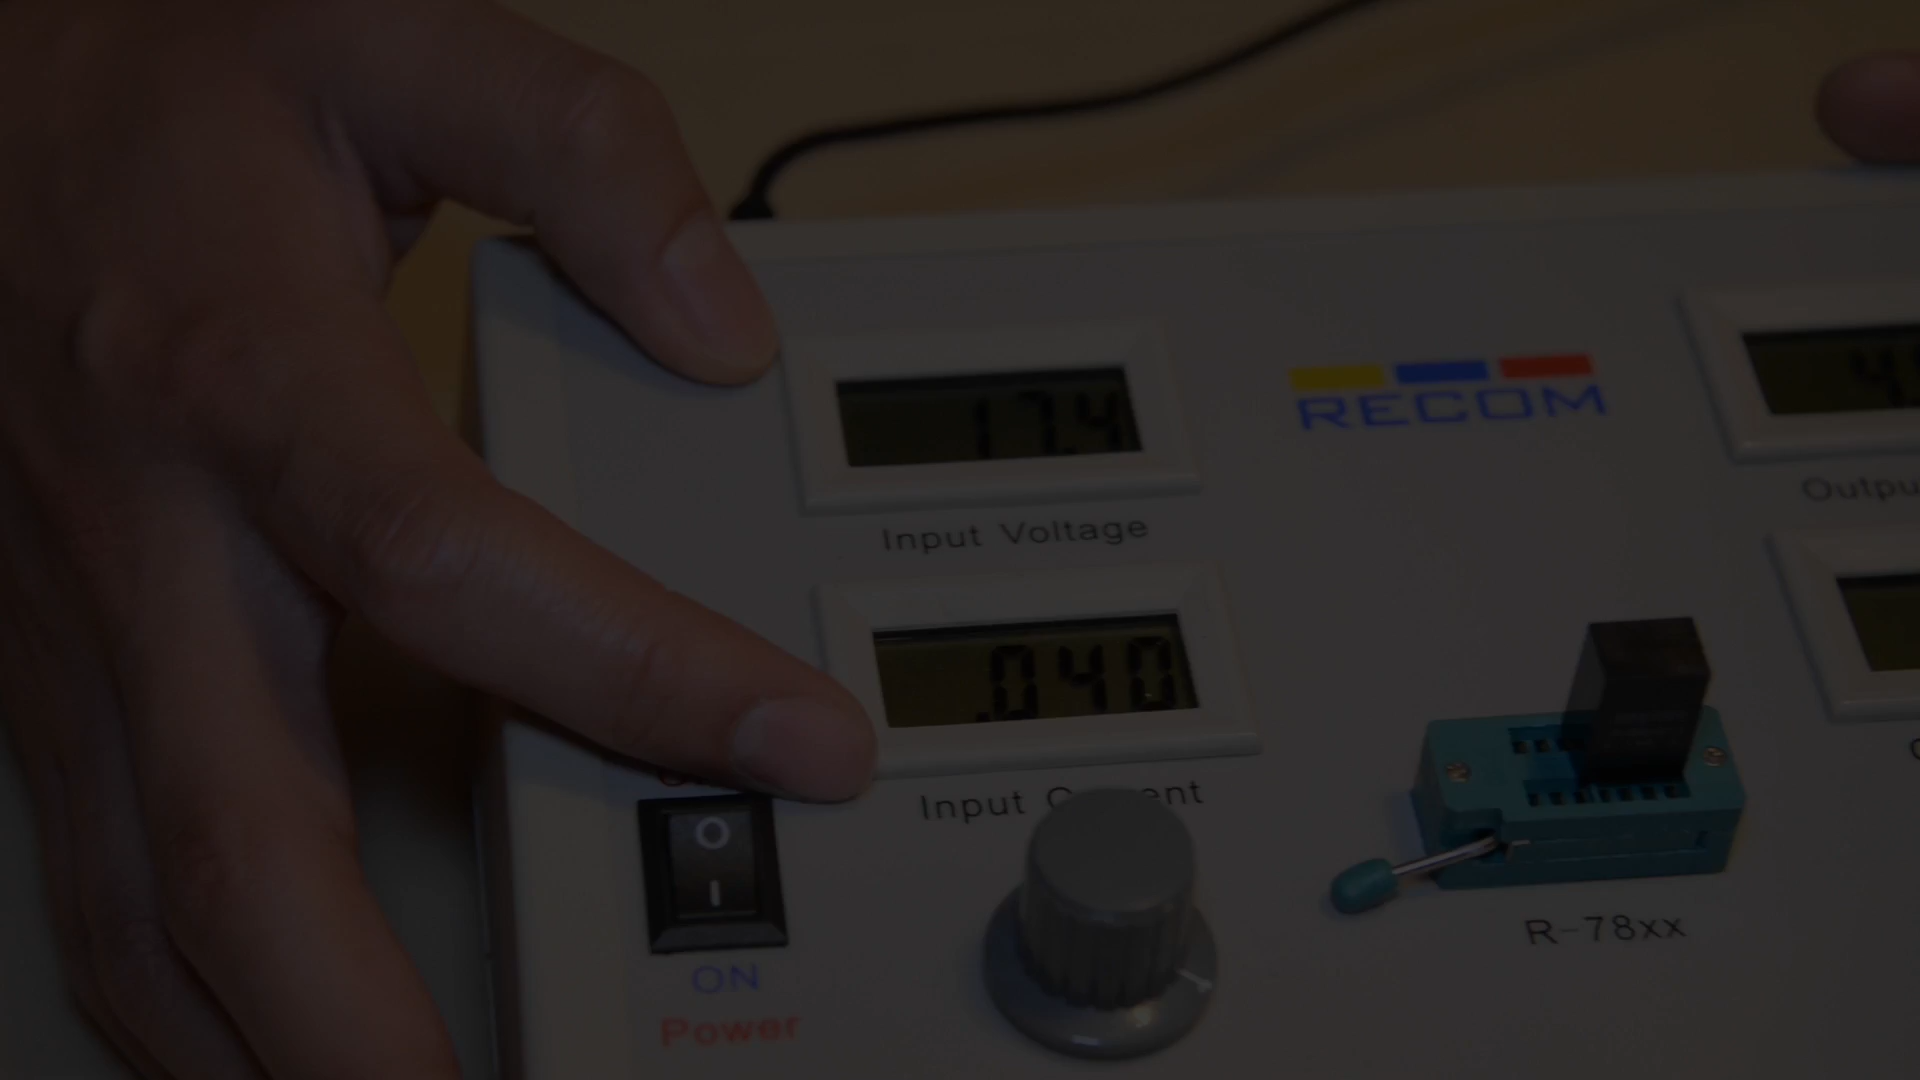 17.4
RECOM
Input Voltage
.040
Input
ON
Power
R-78xx